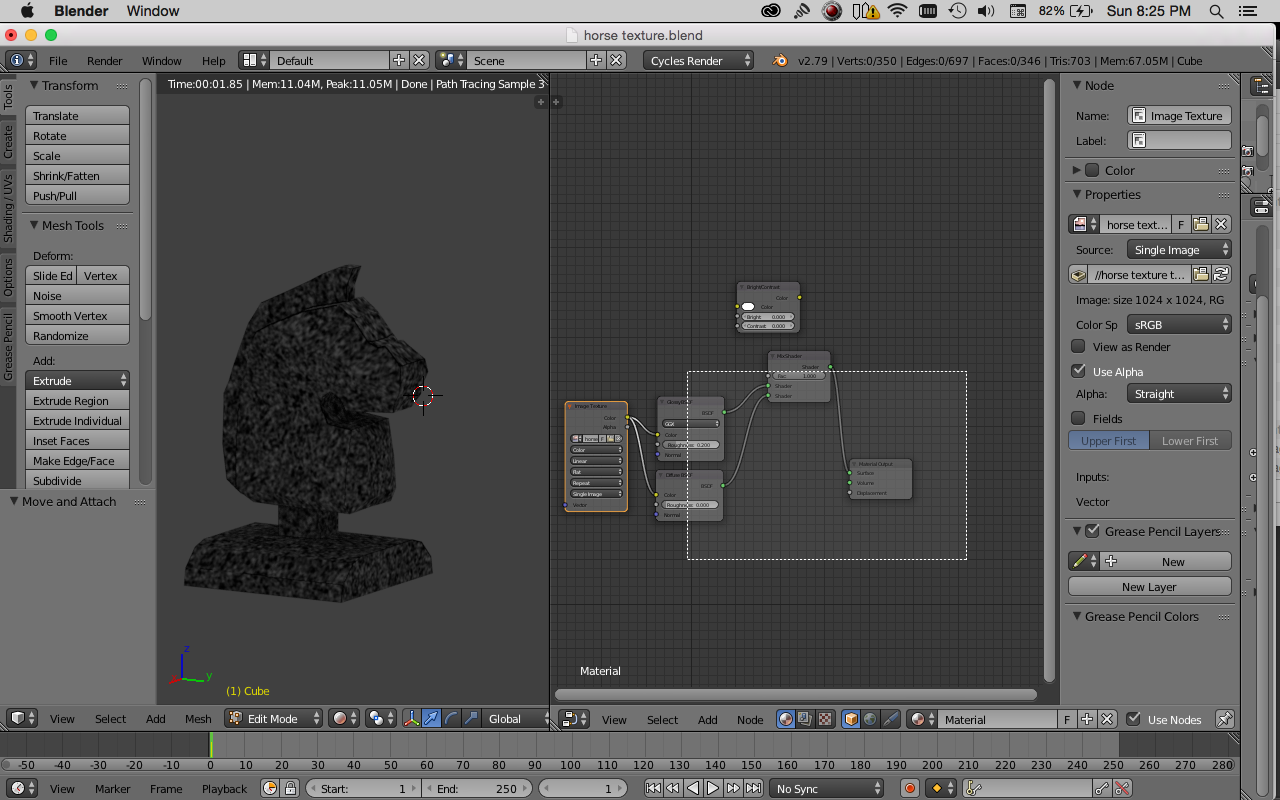 Blender Window 82% Sun 8:25 PM
horse texture.blend
File Render Window Help Default Scene Cycles Render v2.79 | Verts:0/350 | Edges:0/697 | Faces:0/346 | Tris:703 | Mem:67.05M | Cube
Time:00:01.85 | Mem:11.04M, Peak:11.05M | Done | Path Tracing Sample 3
Tools
Create
Shading / UVs
Options
Grease Pencil
Transform
Translate
Rotate
Scale
Shrink/Fatten
Push/Pull
Mesh Tools
Deform:
Slide Ed Vertex
Noise
Smooth Vertex
Randomize
Add:
Extrude
Extrude Region
Extrude Individual
Inset Faces
Make Edge/Face
Subdivide
Move and Attach
z
y
(1) Cube
Bright/Contrast
Color
Color
Bright 0.000
Contrast 0.000
Mix Shader
Shader
Fac: 1.000
Shader
Shader
Image Texture
Color
Alpha
Color
Linear
Flat
Repeat
Single Image
Vector
Glossy BSDF
BSDF
GGX
Color
Roughness: 0.200
Normal
Diffuse BSDF
BSDF
Color
Roughness: 0.000
Normal
Material Output
Surface
Volume
Displacement
Material
Node
Name: Image Texture
Label:
Color
Properties
horse text... F
Source: Single Image
//horse texture t...
Image: size 1024 x 1024, RG
Color Sp sRGB
View as Render
Use Alpha
Alpha: Straight
Fields
Upper First Lower First
Inputs:
Vector
Grease Pencil Layers
New
New Layer
Grease Pencil Colors
View Select Add Mesh Edit Mode Global
View Select Add Node Material F Use Nodes
-50 -40 -30 -20 -10 0 10 20 30 40 50 60 70 80 90 100 110 120 130 140 150 160 170 180 190 200 210 220 230 240 250 260 270 280
View Marker Frame Playback Start: 1 End: 250 1 No Sync